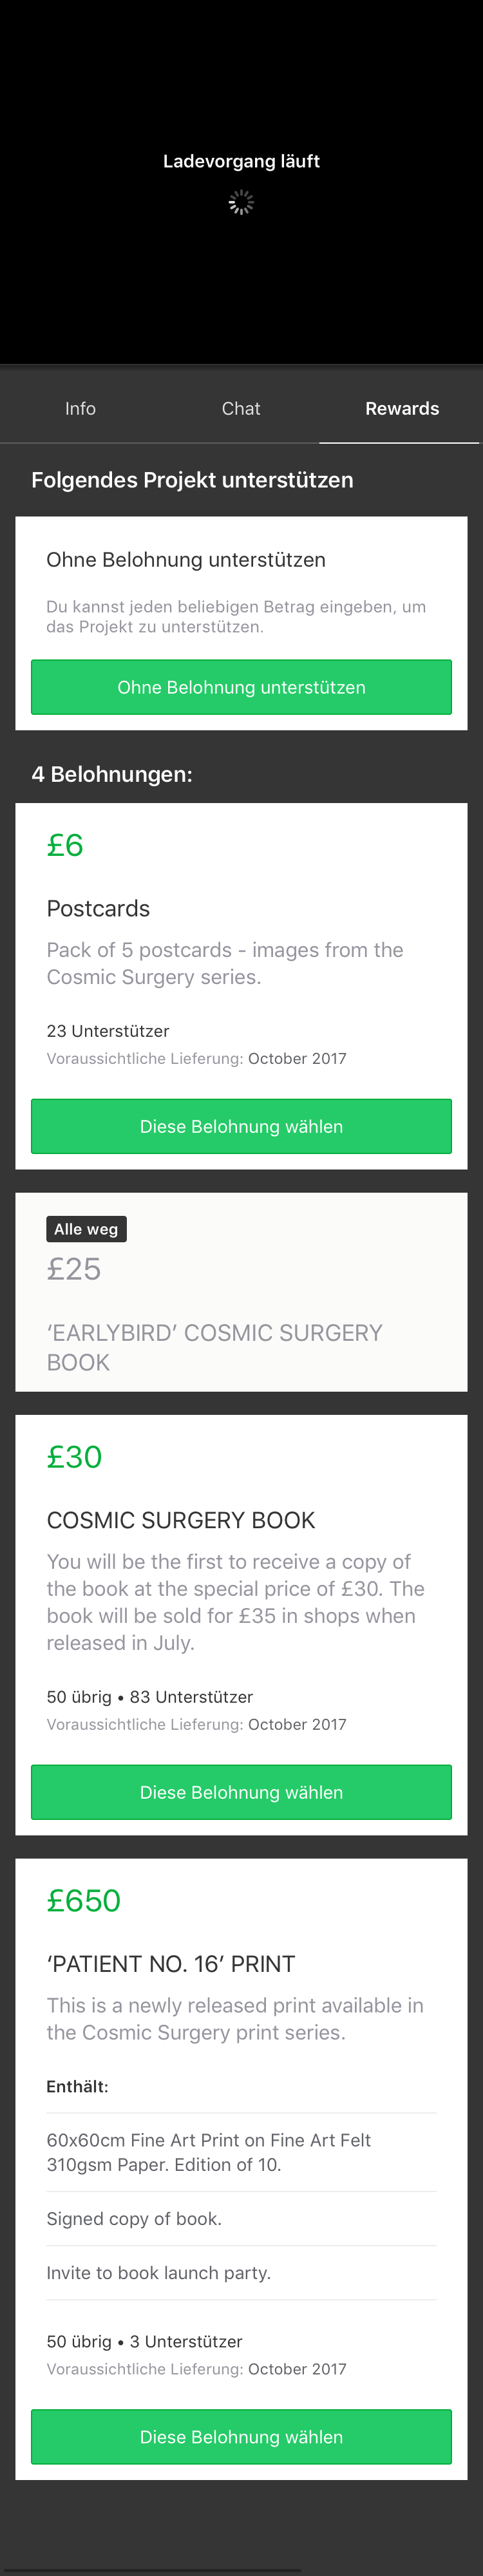 Ladevorgang läuft
Info
Chat
Rewards
Folgendes Projekt unterstützen
Ohne Belohnung unterstützen
Du kannst jeden beliebigen Betrag eingeben, um
das Projekt zu unterstützen.
Ohne Belohnung unterstützen
4 Belohnungen:
£6
Postcards
Pack of 5 postcards - images from the
Cosmic Surgery series.
23 Unterstützer
Voraussichtliche Lieferung: October 2017
Diese Belohnung wählen
Alle weg
£25
‘EARLYBIRD’ COSMIC SURGERY
BOOK
£30
COSMIC SURGERY BOOK
You will be the first to receive a copy of
the book at the special price of £30. The
book will be sold for £35 in shops when
released in July.
50 übrig • 83 Unterstützer
Voraussichtliche Lieferung: October 2017
Diese Belohnung wählen
£650
‘PATIENT NO. 16’ PRINT
This is a newly released print available in
the Cosmic Surgery print series.
Enthält:
60x60cm Fine Art Print on Fine Art Felt
310gsm Paper. Edition of 10.
Signed copy of book.
Invite to book launch party.
50 übrig • 3 Unterstützer
Voraussichtliche Lieferung: October 2017
Diese Belohnung wählen